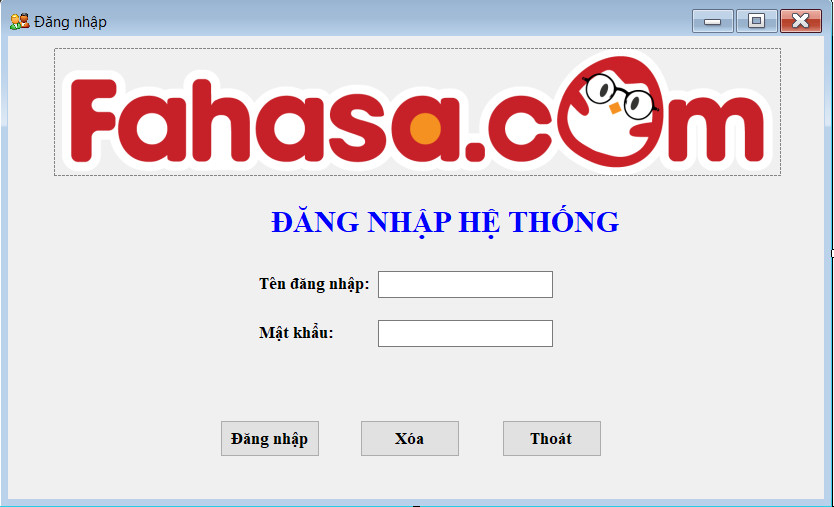 Đăng nhập
Fahasa.com
ĐĂNG NHẬP HỆ THỐNG
Tên đăng nhập:
Mật khẩu:
Đăng nhập Xóa Thoát